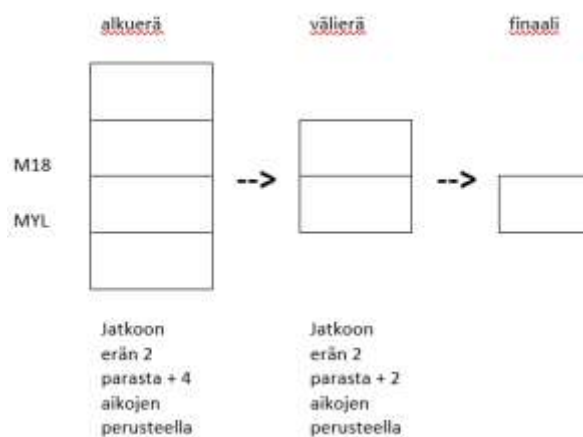 alkuerä välierä finaali
M18
--> -->
MYL
Jatkoon Jatkoon
erän 2 erän 2
parasta + 4 parasta + 2
aikojen aikojen
perusteella perusteella